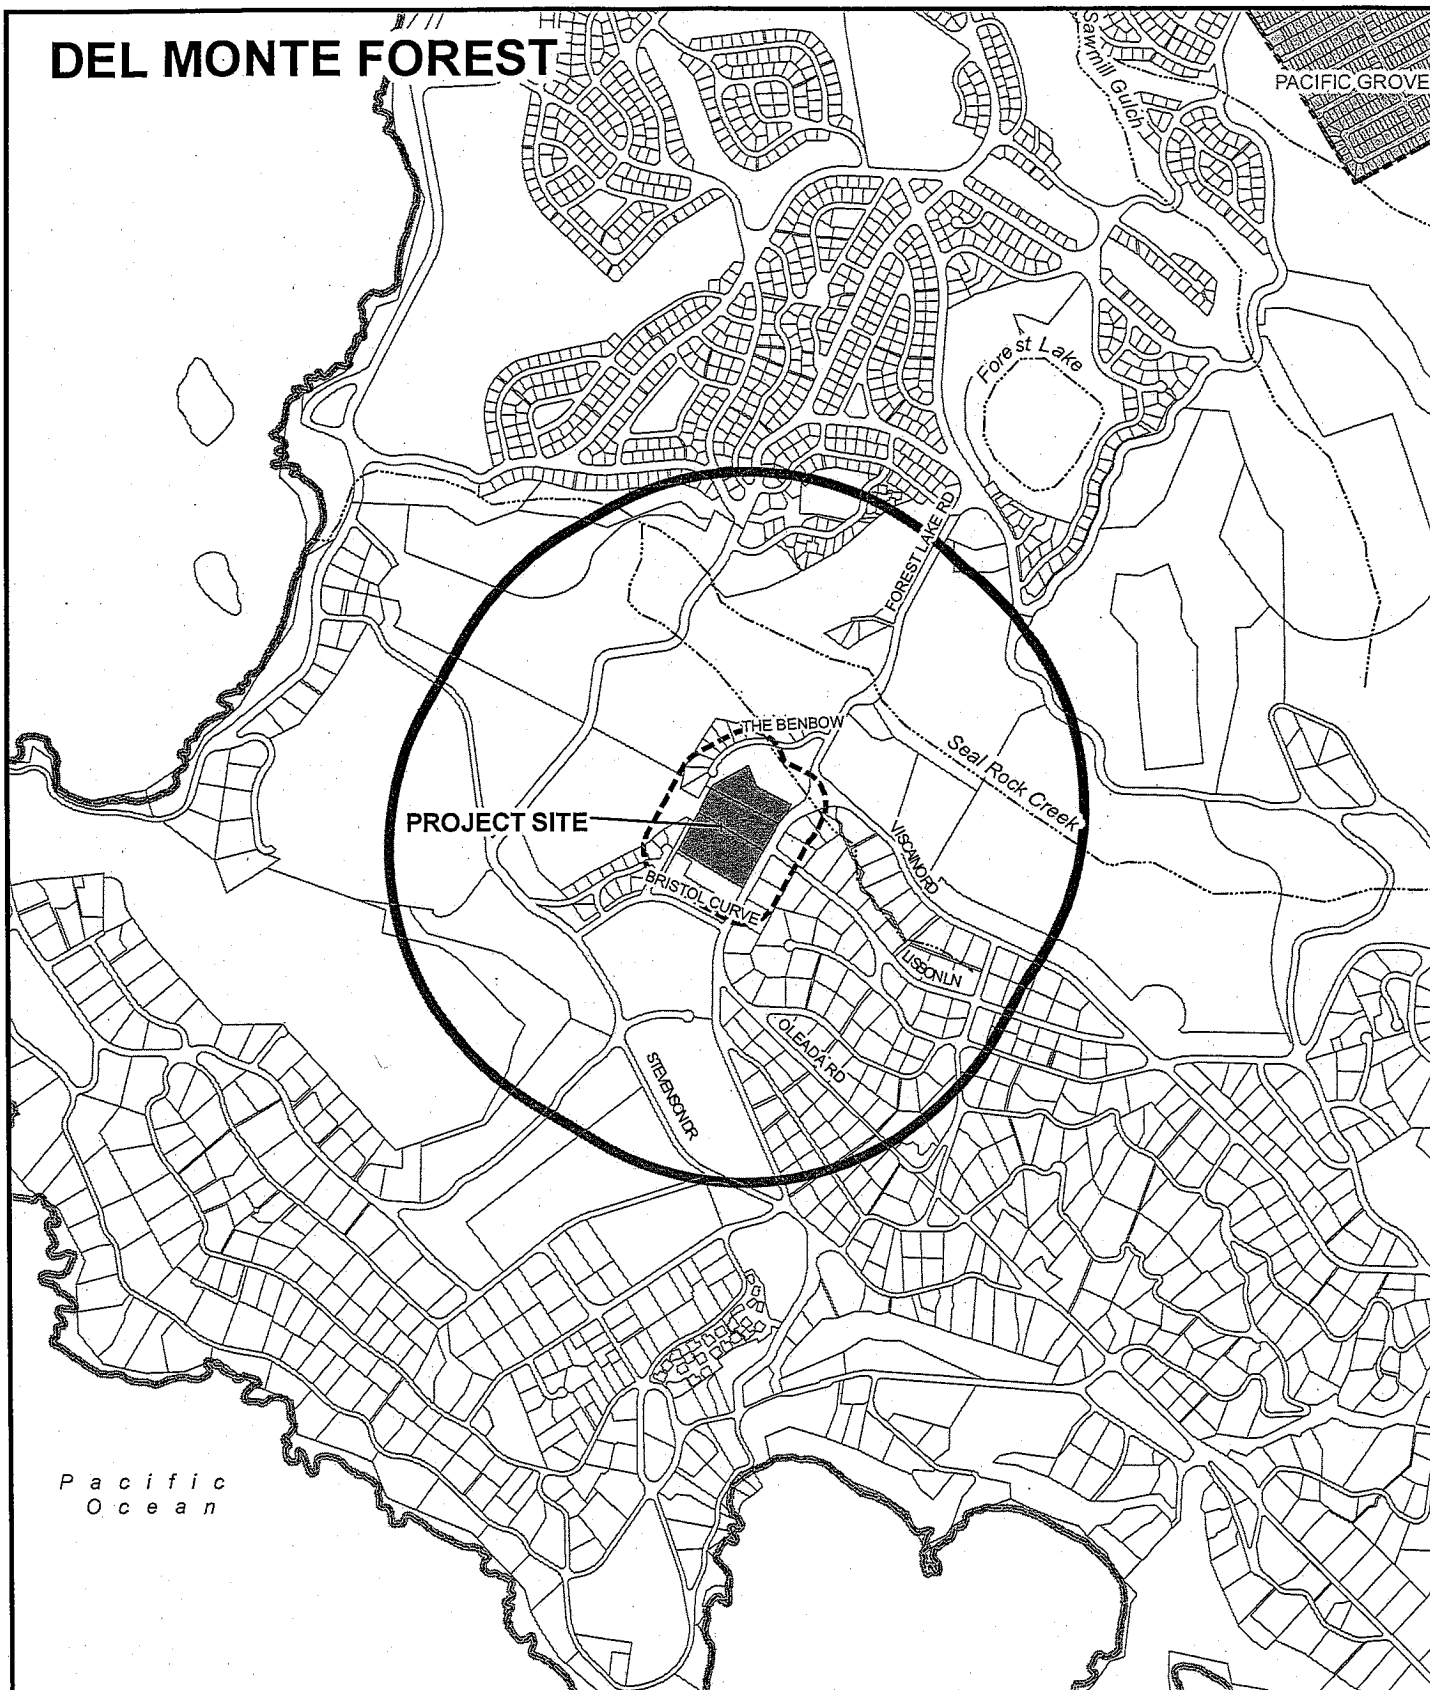 DEL MONTE FOREST
PACIFIC GROVE
Sawmill Gulch
Forest Lake
FOREST LAKE RD
THE BENBOW
Seal Rock Creek
PROJECT SITE
VISCAINO RD
BRISTOL CURVE
LISBON LN
OLEADA RD
STEVENSON DR
Pacific
Ocean